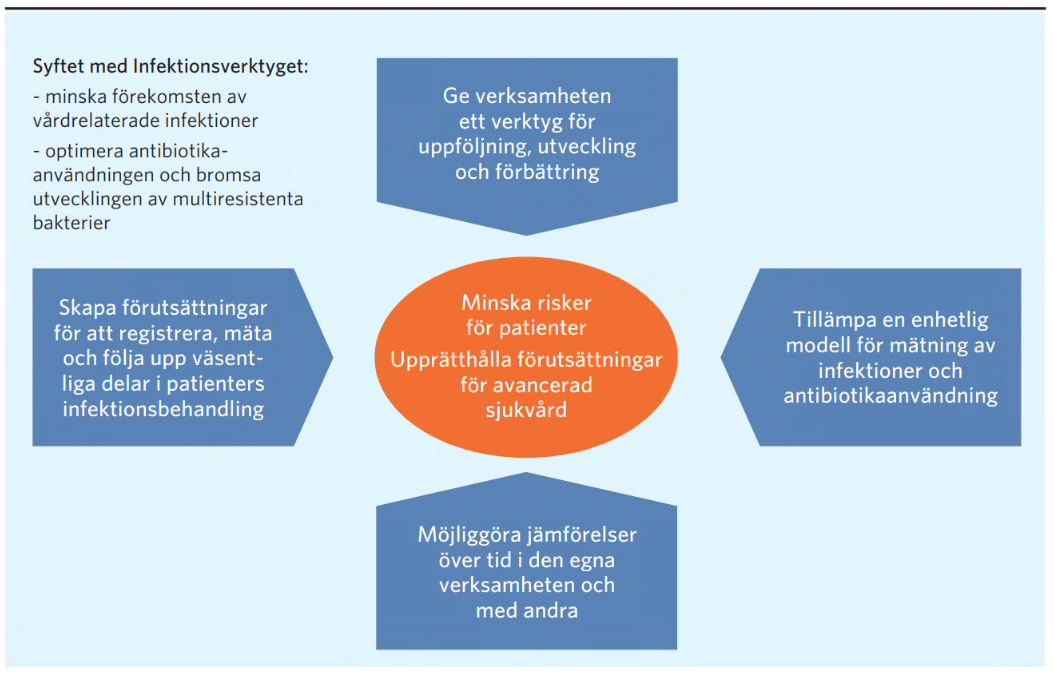 Syftet med Infektionsverktyget:
- minska förekomsten av
vårdrelaterade infektioner
- optimera antibiotika-
användningen och bromsa
utvecklingen av multiresistenta
bakterier
Ge verksamheten
ett verktyg för
uppföljning, utveckling
och förbättring
Skapa förutsättningar
för att registrera, mäta
och följa upp väsent-
liga delar i patienters
infektionsbehandling
Minska risker
för patienter
Upprätthålla förutsättningar
för avancerad
sjukvård
Tillämpa en enhetlig
modell för mätning av
infektioner och
antibiotikaanvändning
Möjliggöra jämförelser
över tid i den egna
verksamheten och
med andra